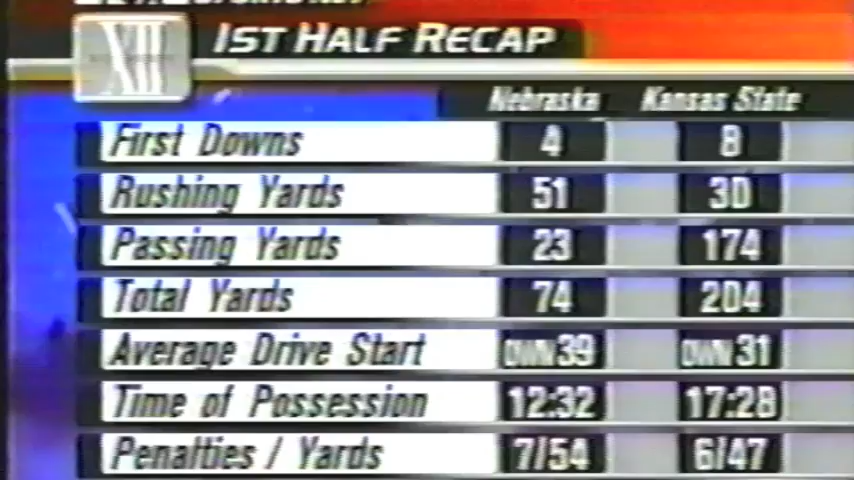 XII 1ST HALF RECAP
Nebraska Kansas State
First Downs 4 8
Rushing Yards 51 30
Passing Yards 23 174
Total Yards 74 204
Average Drive Start OWN 39 OWN 31
Time of Possession 12:32 17:28
Penalties / Yards 7/54 6/47